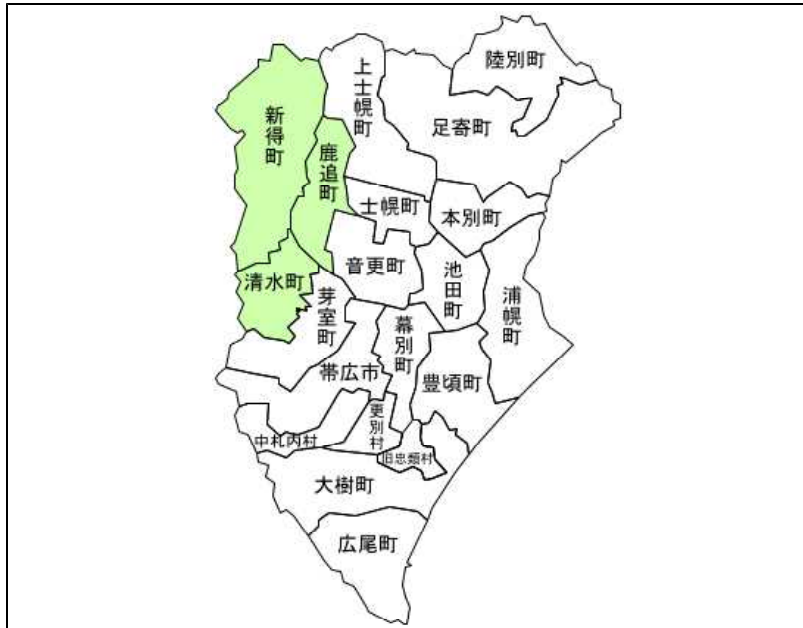 陸別町
上士幌町
足寄町
新得町
鹿追町
士幌町
本別町
音更町
池田町
清水町
芽室町
浦幌町
幕別町
帯広市
豊頃町
更別村
中札内村
旧忠類村
大樹町
広尾町